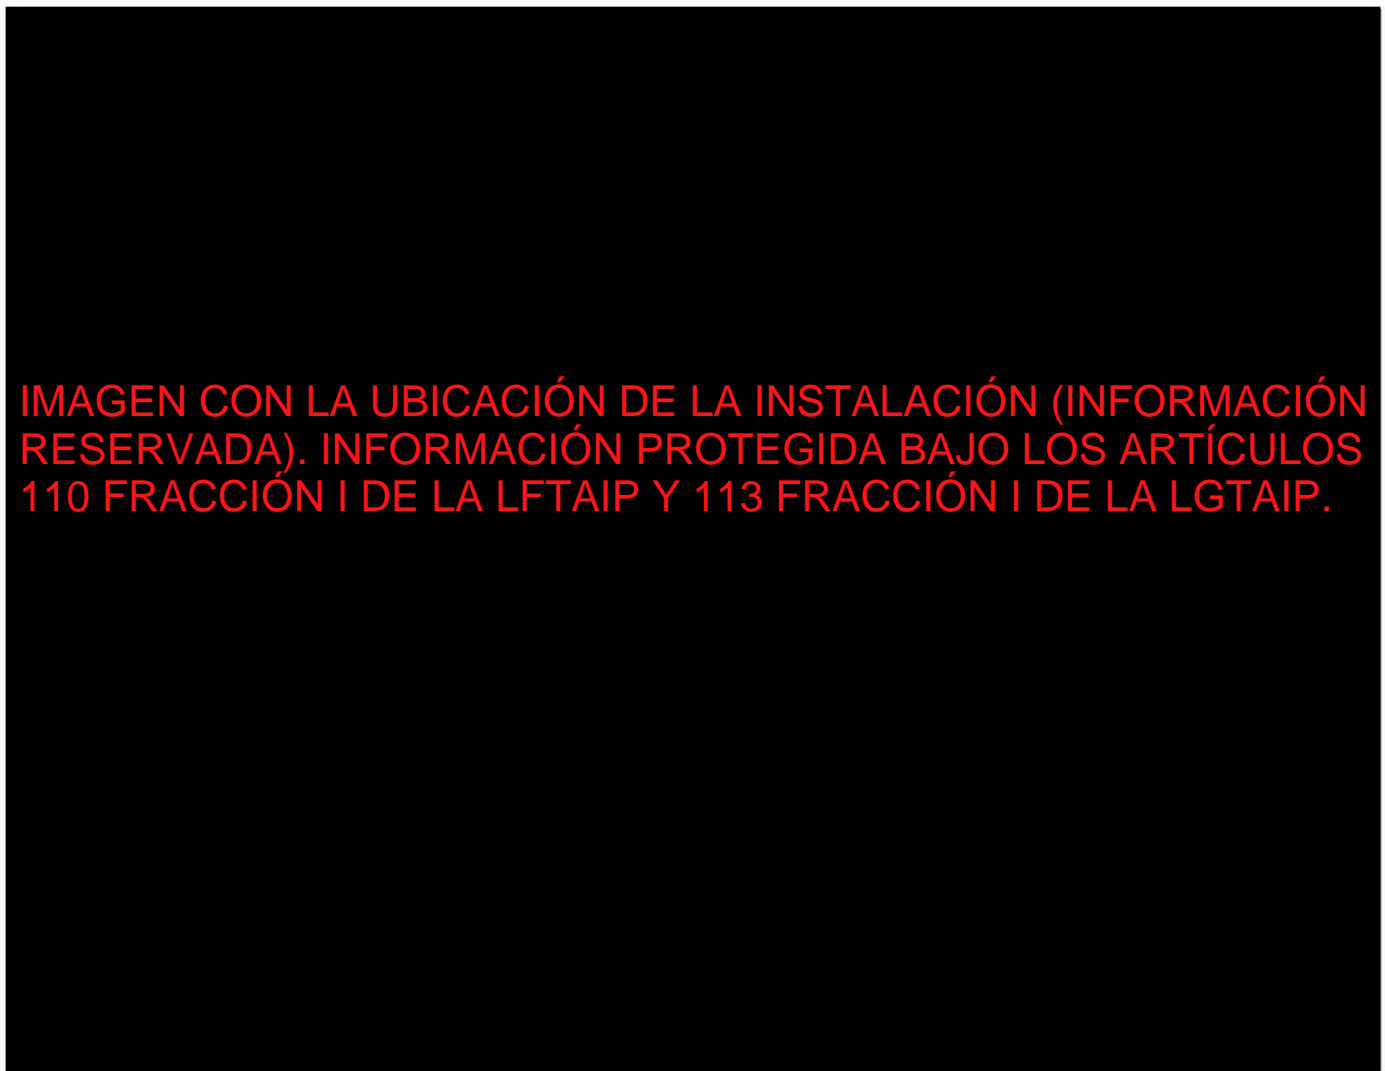 IMAGEN CON LA UBICACIÓN DE LA INSTALACIÓN (INFORMACIÓN
RESERVADA). INFORMACIÓN PROTEGIDA BAJO LOS ARTÍCULOS
110 FRACCIÓN I DE LA LFTAIP Y 113 FRACCIÓN I DE LA LGTAIP.